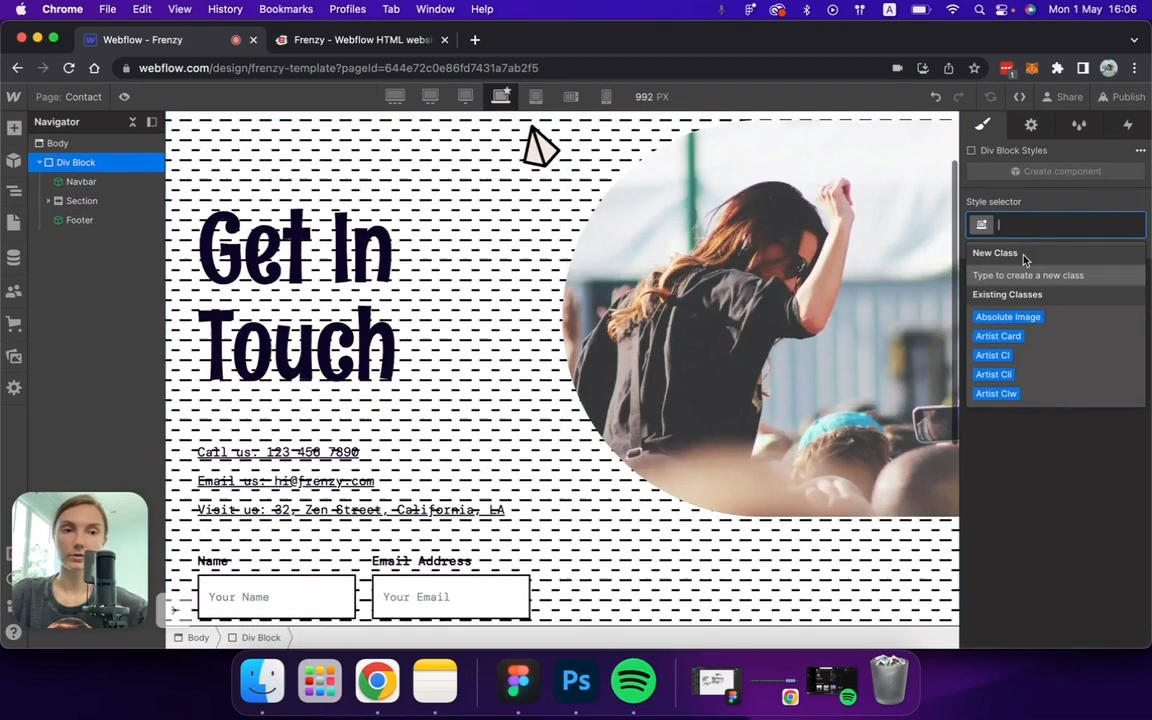 Chrome File Edit View History Bookmarks Profiles Tab Window Help
A
Mon 1 May 16:06
Webflow - Frenzy
Frenzy - Webflow HTML websi
webflow.com/design/frenzy-template?pageId=644e72c0e86fd7431a7ab2f5
1
Page: Contact
992 PX
Share
Publish
Navigator
Body
Div Block
Navbar
Section
Footer
Get In
Touch
Call us: 123 456 7890
Email us: hi@frenzy.com
Visit us: 32, Zen Street, California, LA
Name
Email Address
Your Name
Your Email
Body
Div Block
Div Block Styles
Create component
Style selector
New Class
Type to create a new class
Existing Classes
Absolute Image
Artist Card
Artist Cl
Artist Cli
Artist Clw
Ps